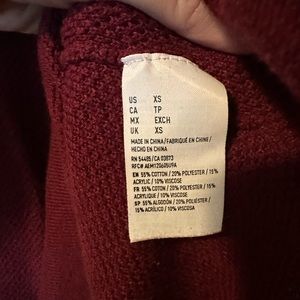 US XS
CA TP
MX EXCH
UK XS
MADE IN CHINA/FABRIQUÉ EN CHINE/
HECHO EN CHINA
RN 54485/CA 03073
EN 55% COTTON / 20% POLYESTER / 15%
ACRYLIC / 10% VISCOSE
FR 55% COTON / 20% POLYESTER / 15%
ACRYLIQUE / 10% VISCOSE
SP 55% ALGODÓN / 20% POLIÉSTER /
15% ACRÍLICO / 10% VISCOSA